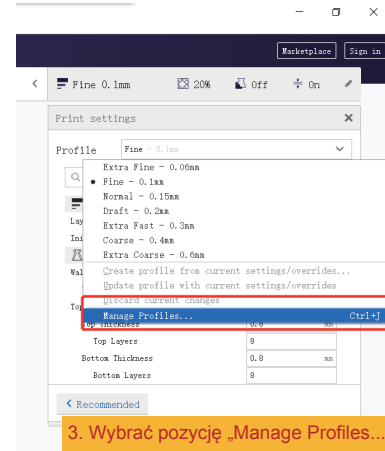 Marketplace Sign in
Fine 0.1mm 20% Off On
Print settings
Profile Fine - 0.1mm
Extra Fine - 0.06mm
Fine - 0.1mm
Normal - 0.15mm
Draft - 0.2mm
Extra Fast - 0.3mm
Coarse - 0.4mm
Extra Coarse - 0.6mm
Create profile from current settings/overrides...
Update profile with current settings/overrides
Discard current changes
Manage Profiles... Ctrl+J
Top Thickness 0.8 mm
Top Layers 8
Bottom Thickness 0.8 mm
Bottom Layers 8
Recommended
3. Wybrać pozycję „Manage Profiles...